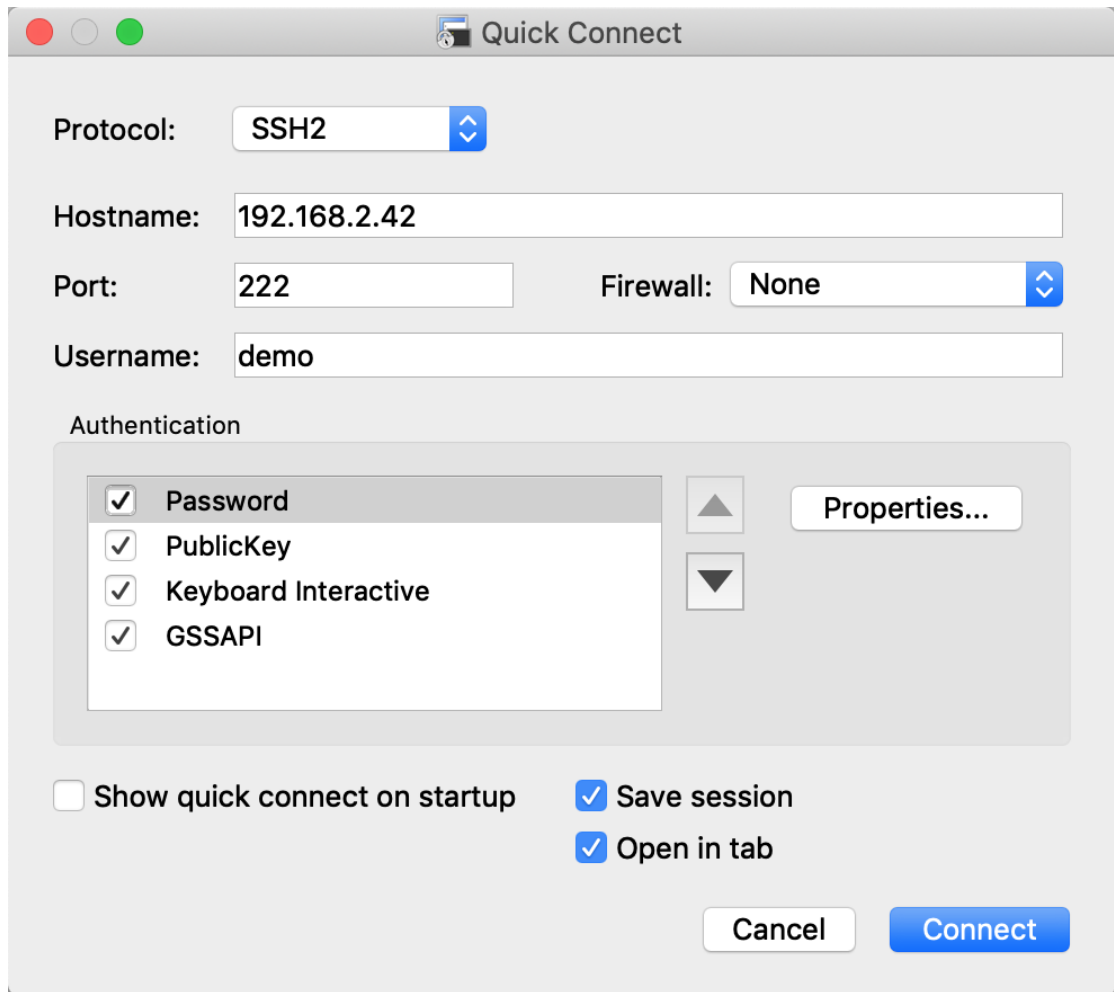 Quick Connect
Protocol: SSH2
Hostname: 192.168.2.42
Port: 222 Firewall: None
Username: demo
Authentication
Password
PublicKey
Keyboard Interactive
GSSAPI
Properties...
Show quick connect on startup Save session
Open in tab
Cancel Connect